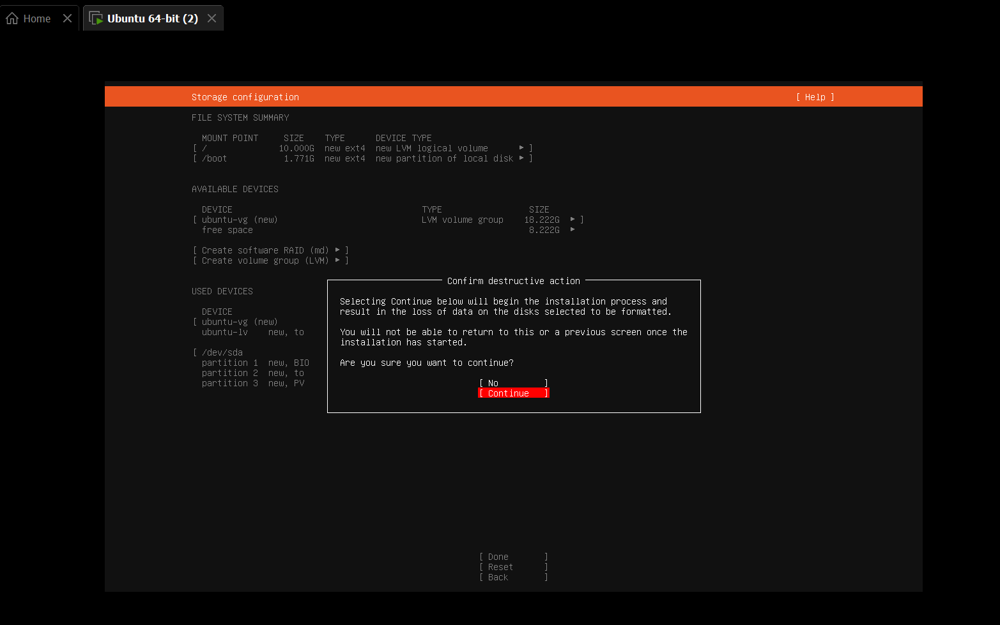 Home
Ubuntu 64-bit (2)
Storage configuration [ Help ]
FILE SYSTEM SUMMARY
MOUNT POINT SIZE TYPE DEVICE TYPE
[ / 10.000G new ext4 new LVM logical volume ▸ ]
[ /boot 1.771G new ext4 new partition of local disk ▸ ]
AVAILABLE DEVICES
DEVICE TYPE SIZE
[ ubuntu-vg (new) LVM volume group 18.222G ▸ ]
free space 8.222G ▸
[ Create software RAID (md) ▸ ]
[ Create volume group (LVM) ▸ ]
USED DEVICES
DEVICE
[ ubuntu-vg (new)
ubuntu-lv new, to
[ /dev/sda
partition 1 new, BIO
partition 2 new, to
partition 3 new, PV
Confirm destructive action
Selecting Continue below will begin the installation process and
result in the loss of data on the disks selected to be formatted.
You will not be able to return to this or a previous screen once the
installation has started.
Are you sure you want to continue?
[ No ]
[ Continue ]
[ Done ]
[ Reset ]
[ Back ]